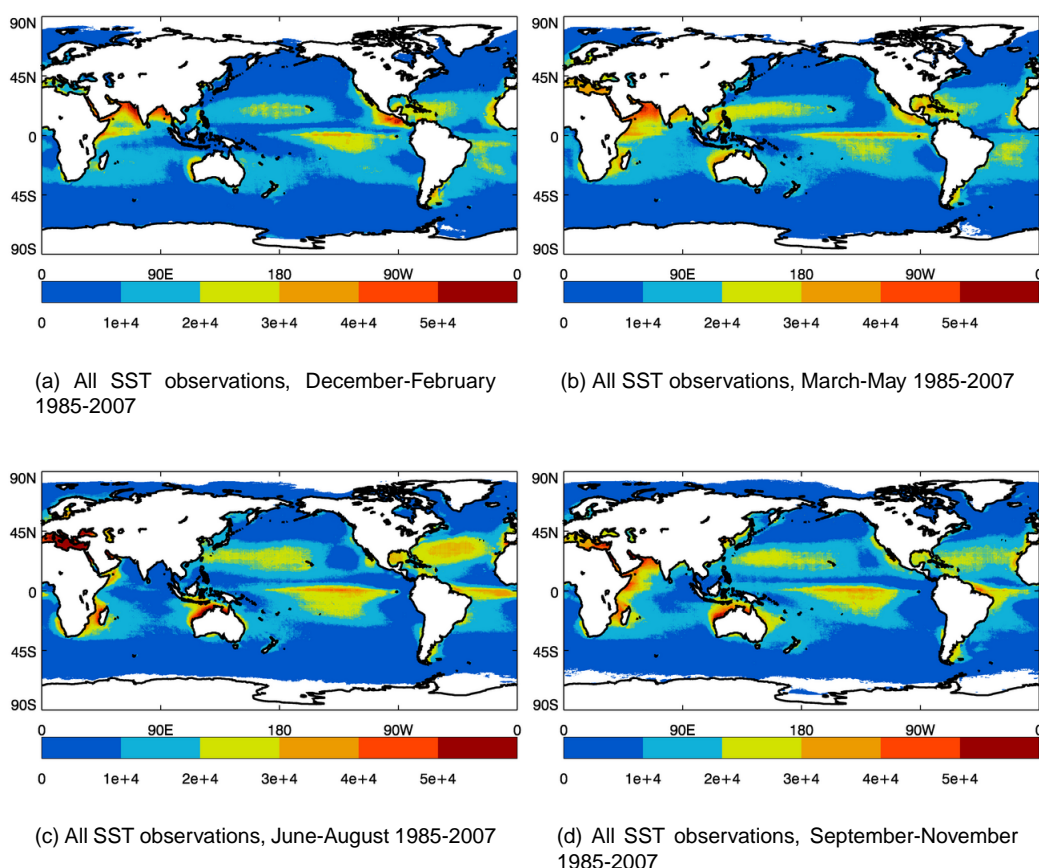 90N
45N
0
45S
90S
0 90E 180 90W 0
0 1e+4 2e+4 3e+4 4e+4 5e+4
(a) All SST observations, December-February
1985-2007
90N
45N
0
45S
90S
0 90E 180 90W 0
0 1e+4 2e+4 3e+4 4e+4 5e+4
(b) All SST observations, March-May 1985-2007
90N
45N
0
45S
90S
0 90E 180 90W 0
0 1e+4 2e+4 3e+4 4e+4 5e+4
(c) All SST observations, June-August 1985-2007
90N
45N
0
45S
90S
0 90E 180 90W 0
0 1e+4 2e+4 3e+4 4e+4 5e+4
(d) All SST observations, September-November
1985-2007